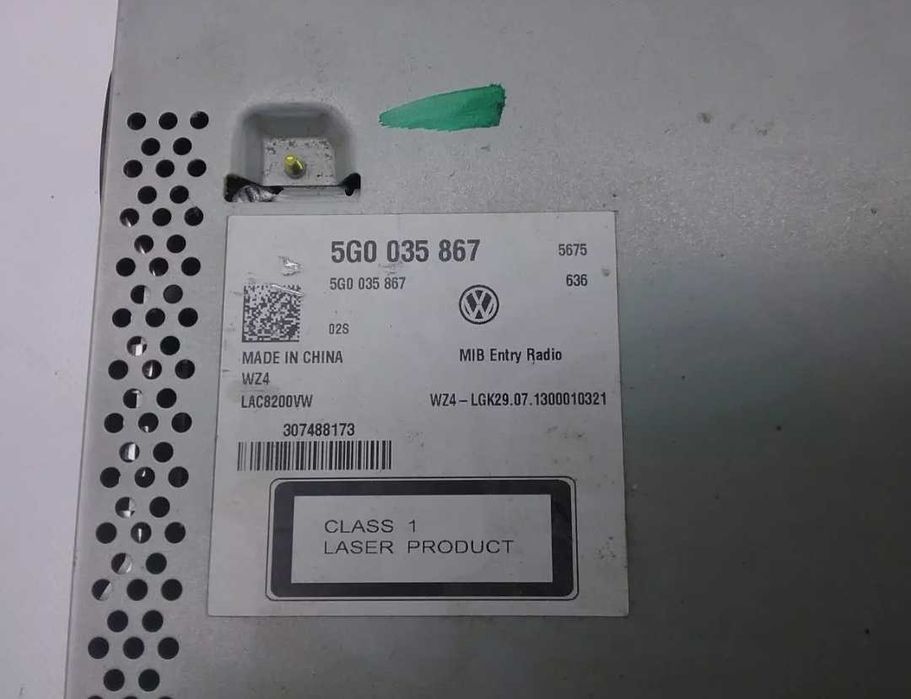 5G0 035 867
5675
5G0 035 867
636
02S
MADE IN CHINA
MIB Entry Radio
WZ4
LAC8200VW
WZ4-LGK29.07.1300010321
307488173
CLASS 1
LASER PRODUCT